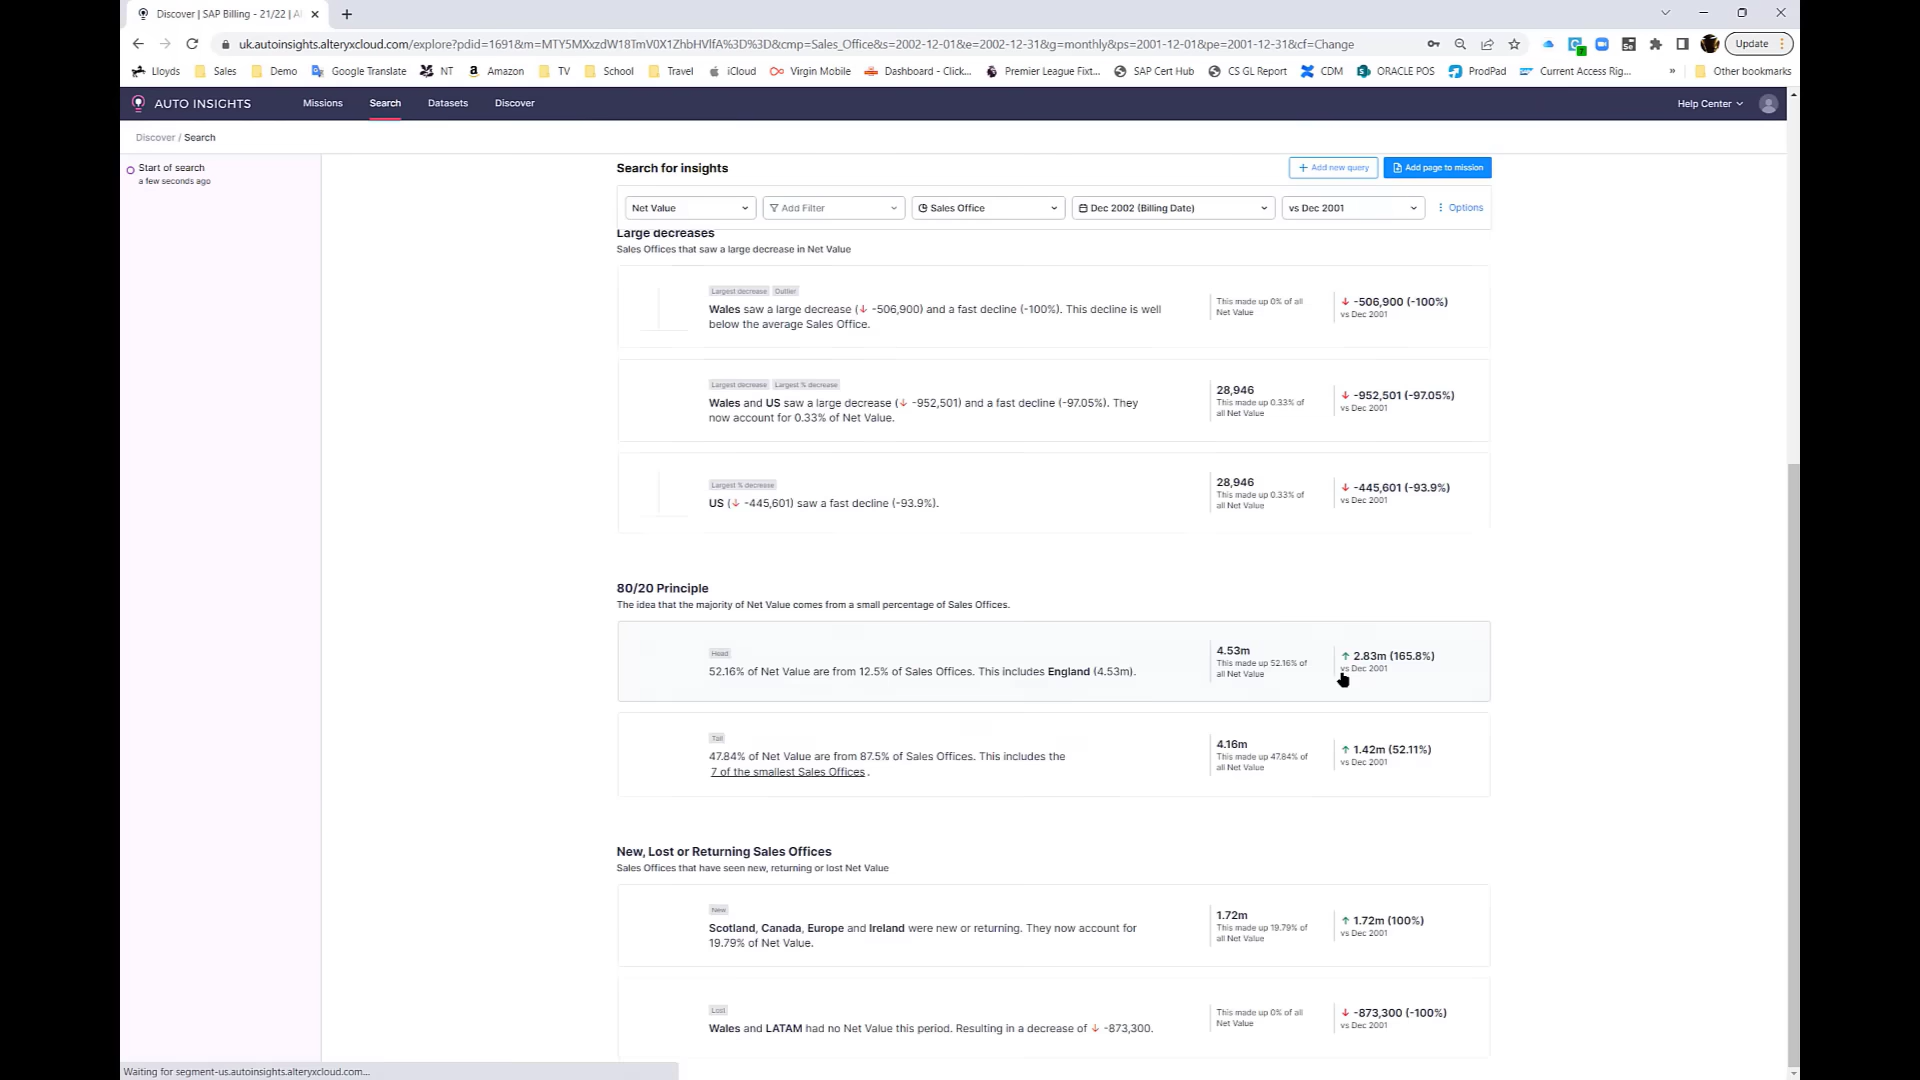 Discover | SAP Billing - 21/22 | Al
uk.autoinsights.alteryxcloud.com/explore?pdid=1691&m=MTY5MXxzdW18TmV0X1ZhbHVlfA%3D%3D&cmp=Sales_Office&s=2002-12-01&e=2002-12-31&g=monthly&ps=2001-12-01&pe=2001-12-31&cf=Change
Update
Lloyds Sales Demo Google Translate NT Amazon TV School Travel iCloud Virgin Mobile Dashboard - Click... Premier League Fixt... SAP Cert Hub CS GL Report CDM ORACLE POS ProdPad Current Access Rig... » Other bookmarks
AUTO INSIGHTS Missions Search Datasets Discover Help Center
Discover / Search
Start of search
a few seconds ago
Search for insights
+ Add new query
Add page to mission
Net Value Add Filter Sales Office Dec 2002 (Billing Date) vs Dec 2001 Options
Large decreases
Sales Offices that saw a large decrease in Net Value
Largest decrease Outlier
Wales saw a large decrease (↓ -506,900) and a fast decline (-100%). This decline is well
below the average Sales Office.
This made up 0% of all
Net Value
↓ -506,900 (-100%)
vs Dec 2001
Largest decrease Largest % decrease
Wales and US saw a large decrease (↓ -952,501) and a fast decline (-97.05%). They
now account for 0.33% of Net Value.
28,946
This made up 0.33% of
all Net Value
↓ -952,501 (-97.05%)
vs Dec 2001
Largest % decrease
US (↓ -445,601) saw a fast decline (-93.9%).
28,946
This made up 0.33% of
all Net Value
↓ -445,601 (-93.9%)
vs Dec 2001
80/20 Principle
The idea that the majority of Net Value comes from a small percentage of Sales Offices.
Head
52.16% of Net Value are from 12.5% of Sales Offices. This includes England (4.53m).
4.53m
This made up 52.16% of
all Net Value
↑ 2.83m (165.8%)
vs Dec 2001
Tail
47.84% of Net Value are from 87.5% of Sales Offices. This includes the
7 of the smallest Sales Offices .
4.16m
This made up 47.84% of
all Net Value
↑ 1.42m (52.11%)
vs Dec 2001
New, Lost or Returning Sales Offices
Sales Offices that have seen new, returning or lost Net Value
New
Scotland, Canada, Europe and Ireland were new or returning. They now account for
19.79% of Net Value.
1.72m
This made up 19.79% of
all Net Value
↑ 1.72m (100%)
vs Dec 2001
Lost
Wales and LATAM had no Net Value this period. Resulting in a decrease of ↓ -873,300.
This made up 0% of all
Net Value
↓ -873,300 (-100%)
vs Dec 2001
Waiting for segment-us.autoinsights.alteryxcloud.com...